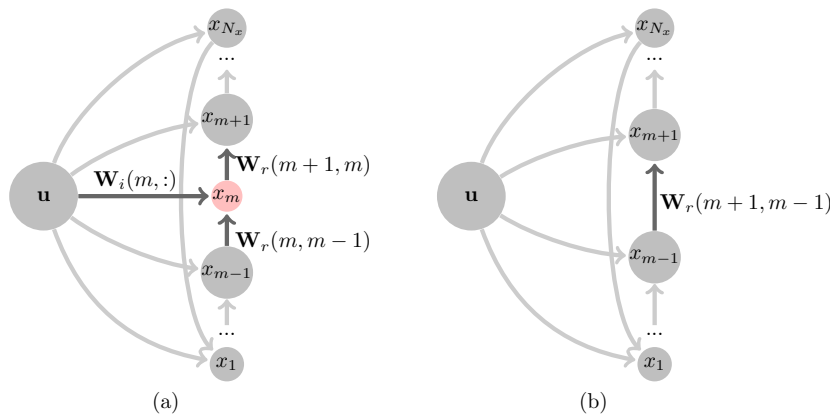 x_{N_x}
...
x_{m+1}
W_r(m+1, m)
W_i(m, :)
u
x_m
W_r(m, m−1)
x_{m−1}
...
x_1
(a)
x_{N_x}
...
x_{m+1}
u
W_r(m+1, m−1)
x_{m−1}
...
x_1
(b)